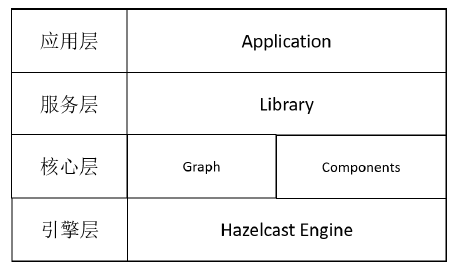 应用层 Application
服务层 Library
核心层 Graph Components
引擎层 Hazelcast Engine